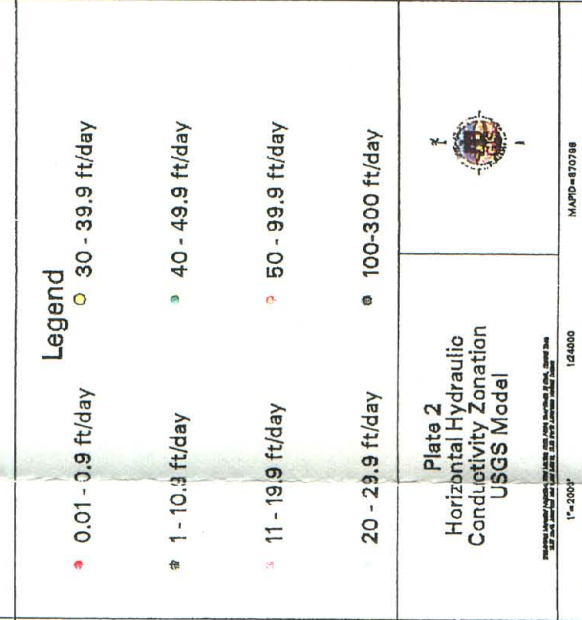 Legend
0.01 - 0.9 ft/day
30 - 39.9 ft/day
1 - 10.9 ft/day
40 - 49.9 ft/day
11 - 19.9 ft/day
50 - 99.9 ft/day
20 - 29.9 ft/day
100-300 ft/day
Plate 2
Horizontal Hydraulic
Conductivity Zonation
USGS Model
GIS
1"=2000'
1:24000
MAPID=870798